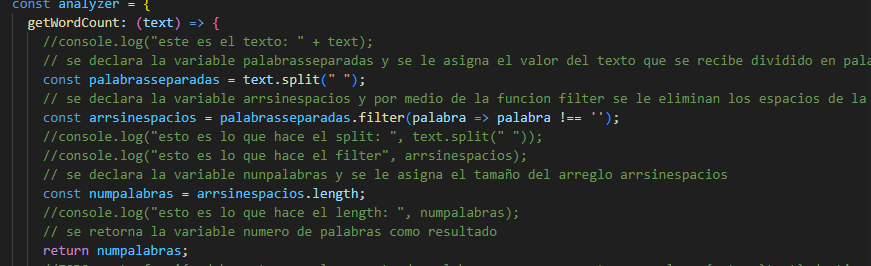 const analyzer = {
getWordCount: (text) => {
//console.log("este es el texto: " + text);
// se declara la variable palabrasseparadas y se le asigna el valor del texto que se recibe dividido en pala
const palabrasseparadas = text.split(" ");
// se declara la variable arrsinespacios y por medio de la funcion filter se le eliminan los espacios de la
const arrsinespacios = palabrasseparadas.filter(palabra => palabra !== '');
//console.log("esto es lo que hace el split: ", text.split(" "));
//console.log("esto es lo que hace el filter", arrsinespacios);
// se declara la variable nunpalabras y se le asigna el tamaño del arreglo arrsinespacios
const numpalabras = arrsinespacios.length;
//console.log("esto es lo que hace el length: ", numpalabras);
// se retorna la variable numero de palabras como resultado
return numpalabras;